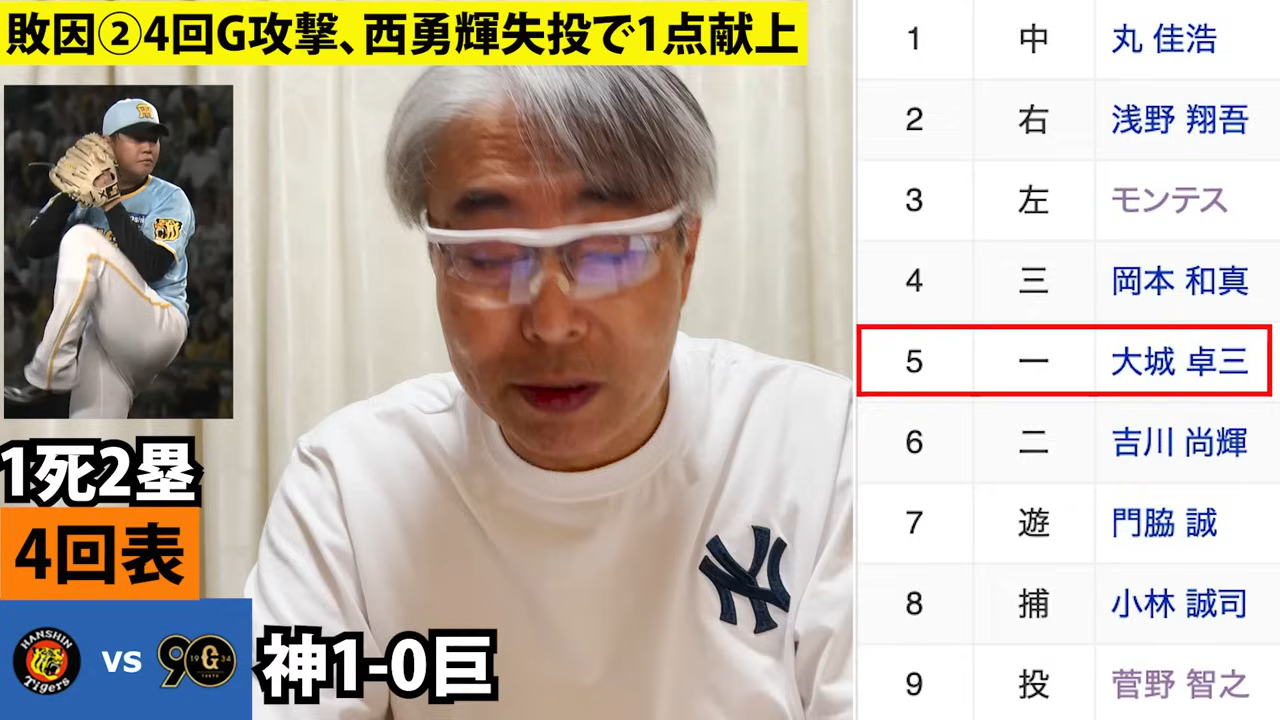 敗因②4回G攻撃、西勇輝失投で1点献上
1死2塁
4回表
HANSHIN
Tigers
vs
90
19 G 34
TOKYO
神1-0巨
NY
1 中 丸 佳浩
2 右 浅野 翔吾
3 左 モンテス
4 三 岡本 和真
5 一 大城 卓三
6 二 吉川 尚輝
7 遊 門脇 誠
8 捕 小林 誠司
9 投 菅野 智之